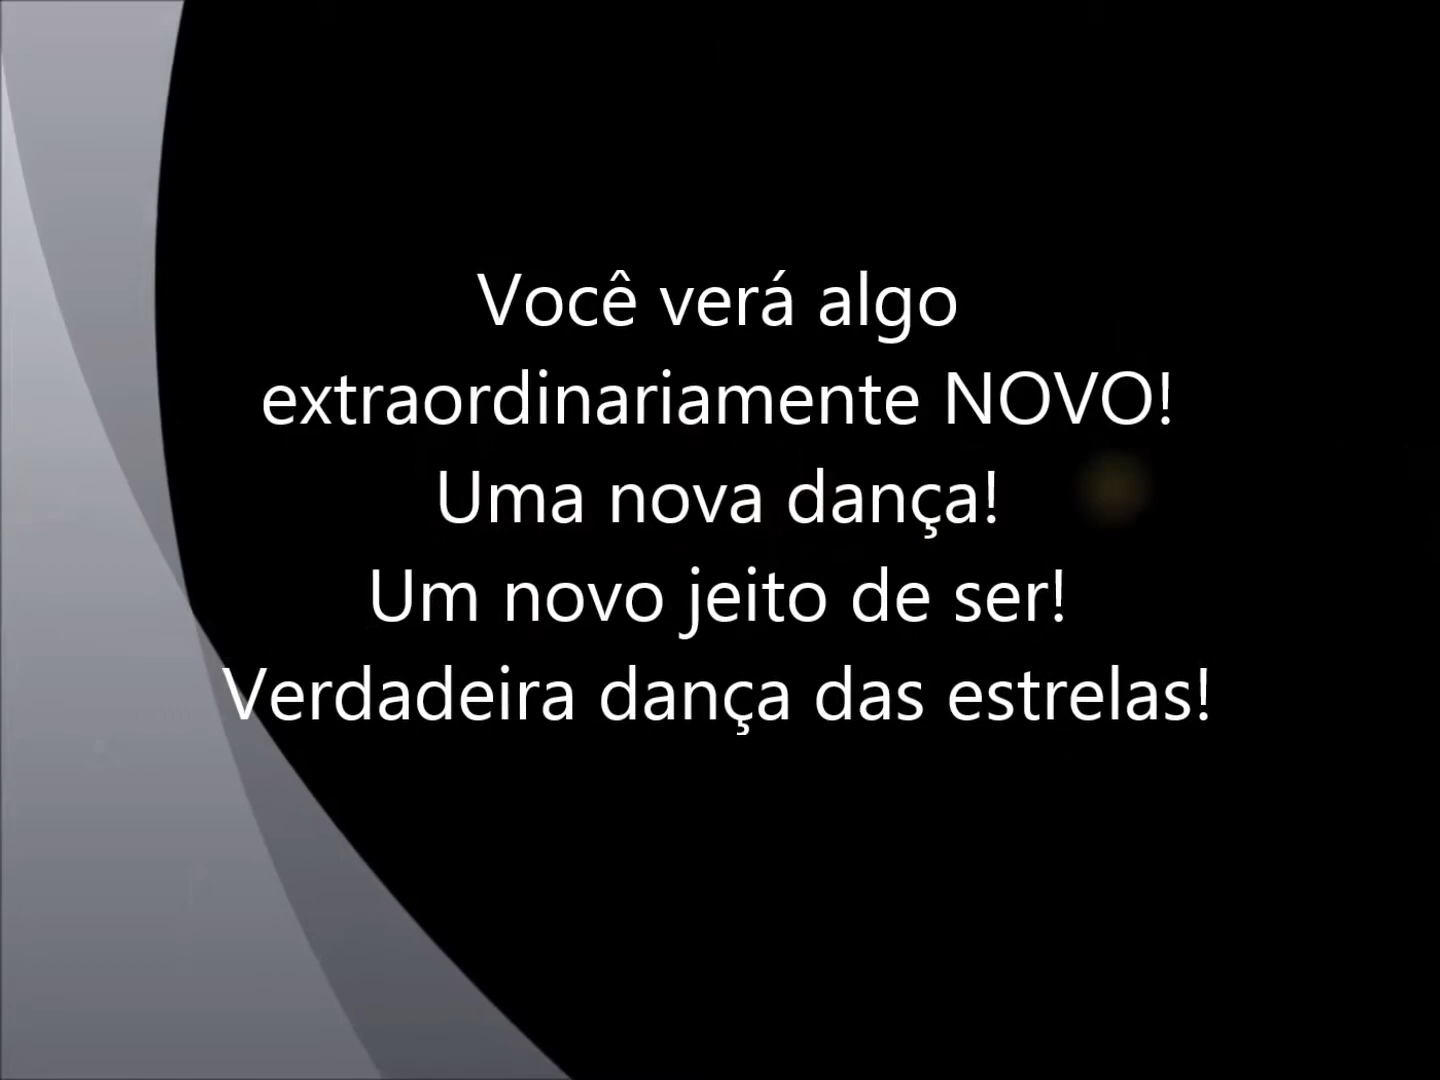 Você verá algo
extraordinariamente NOVO!
Uma nova dança!
Um novo jeito de ser!
Verdadeira dança das estrelas!